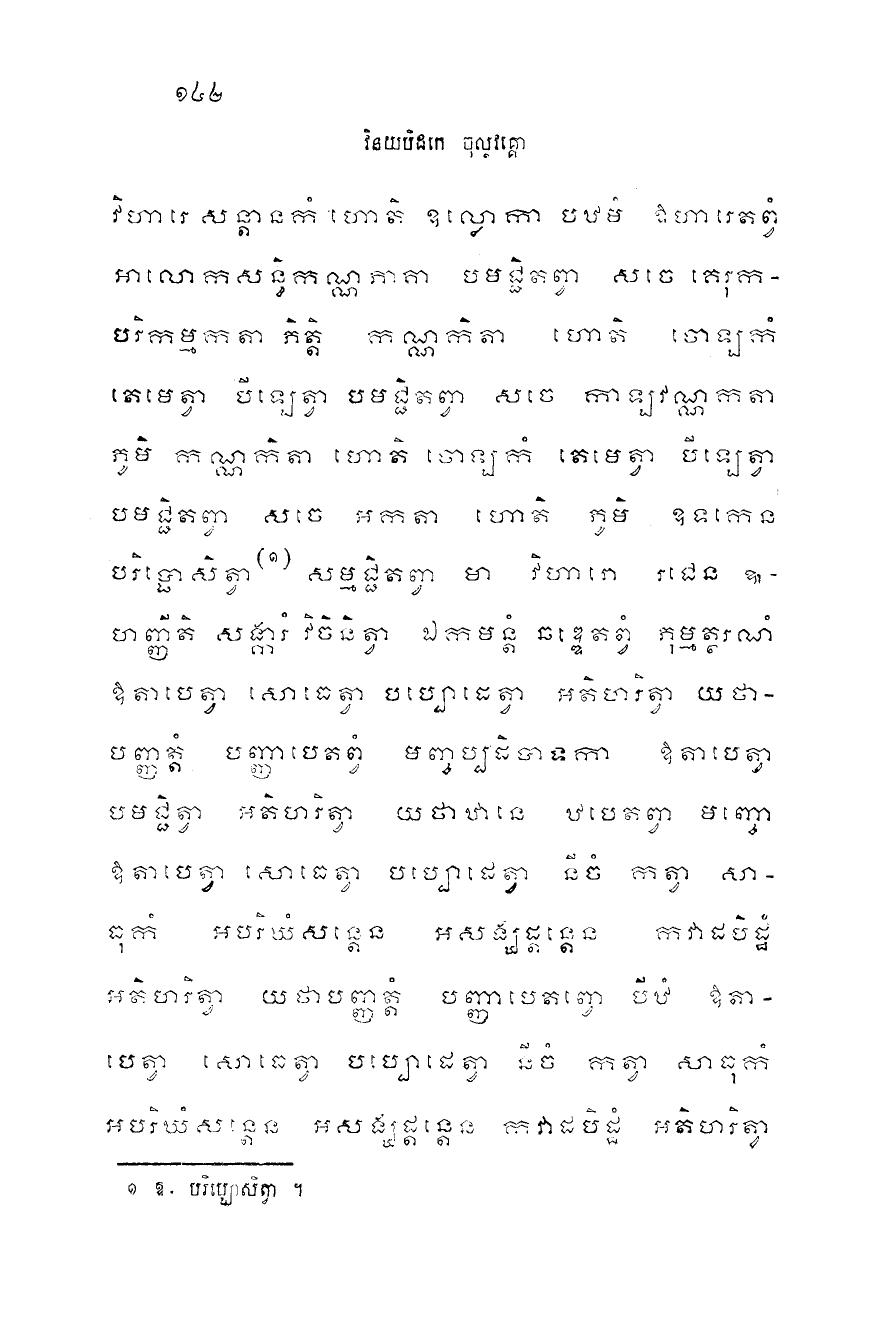 ១៤២
វិនយបិដកេ ចុល្លវគ្គោ
វិហារេ សន្តានកំ ហោតិ ឧល្លោកា បឋមំ ឱហារេតព្វំ
អាលោកសន្ធិកណ្ណភាគា បមជ្ជិតព្វា សចេ គេរុក-
បរិកម្មកតា ភិត្តិ កណ្ណកិតា ហោតិ ចោឡកំ
តេមេត្វា បីឡេត្វា បមជ្ជិតព្វា សចេ កាឡវណ្ណកតា
ភូមិ កណ្ណកិតា ហោតិ ចោឡកំ តេមេត្វា បីឡេត្វា
បមជ្ជិតព្វា សចេ អកតា ហោតិ ភូមិ ឧទកេន
បរិប្ផោសិត្វា(១) សម្មជ្ជិតព្វា មា វិហារោ រជេន ឩ-
ហញ្ញីតិ សង្ការំ វិចិនិត្វា ឯកមន្តំ ឆឌ្ឌេតព្វំ ភុម្មត្ថរណំ
ឱតាបេត្វា សោធេត្វា បប្បោដេត្វា អតិហរិត្វា យថា-
បញ្ញត្តំ បញ្ញាបេតព្វំ មញ្ចប្បដិបាទកា ឱតាបេត្វា
បមជ្ជិត្វា អតិហរិត្វា យថាឋានេ ឋបេតព្វា មញ្ចោ
ឱតាបេត្វា សោធេត្វា បប្បោដេត្វា នីចំ កត្វា សា-
ធុកំ អបរិឃំសន្តេន អសង្ឃដ្តន្តេន កវាដបិដ្ឋំ
អតិហរិត្វា យថាបញ្ញត្តំ បញ្ញាបេតព្វោ បីឋំ ឱតា-
បេត្វា សោធេត្វា បប្បោដេត្វា នីចំ កត្វា សាធុកំ
អបរិឃំសន្តេន អសង្ឃដ្តន្តេន កវាដបិដ្ឋំ អតិហរិត្វា
១ ឱ. បរិប្ផោសិត្វា ។